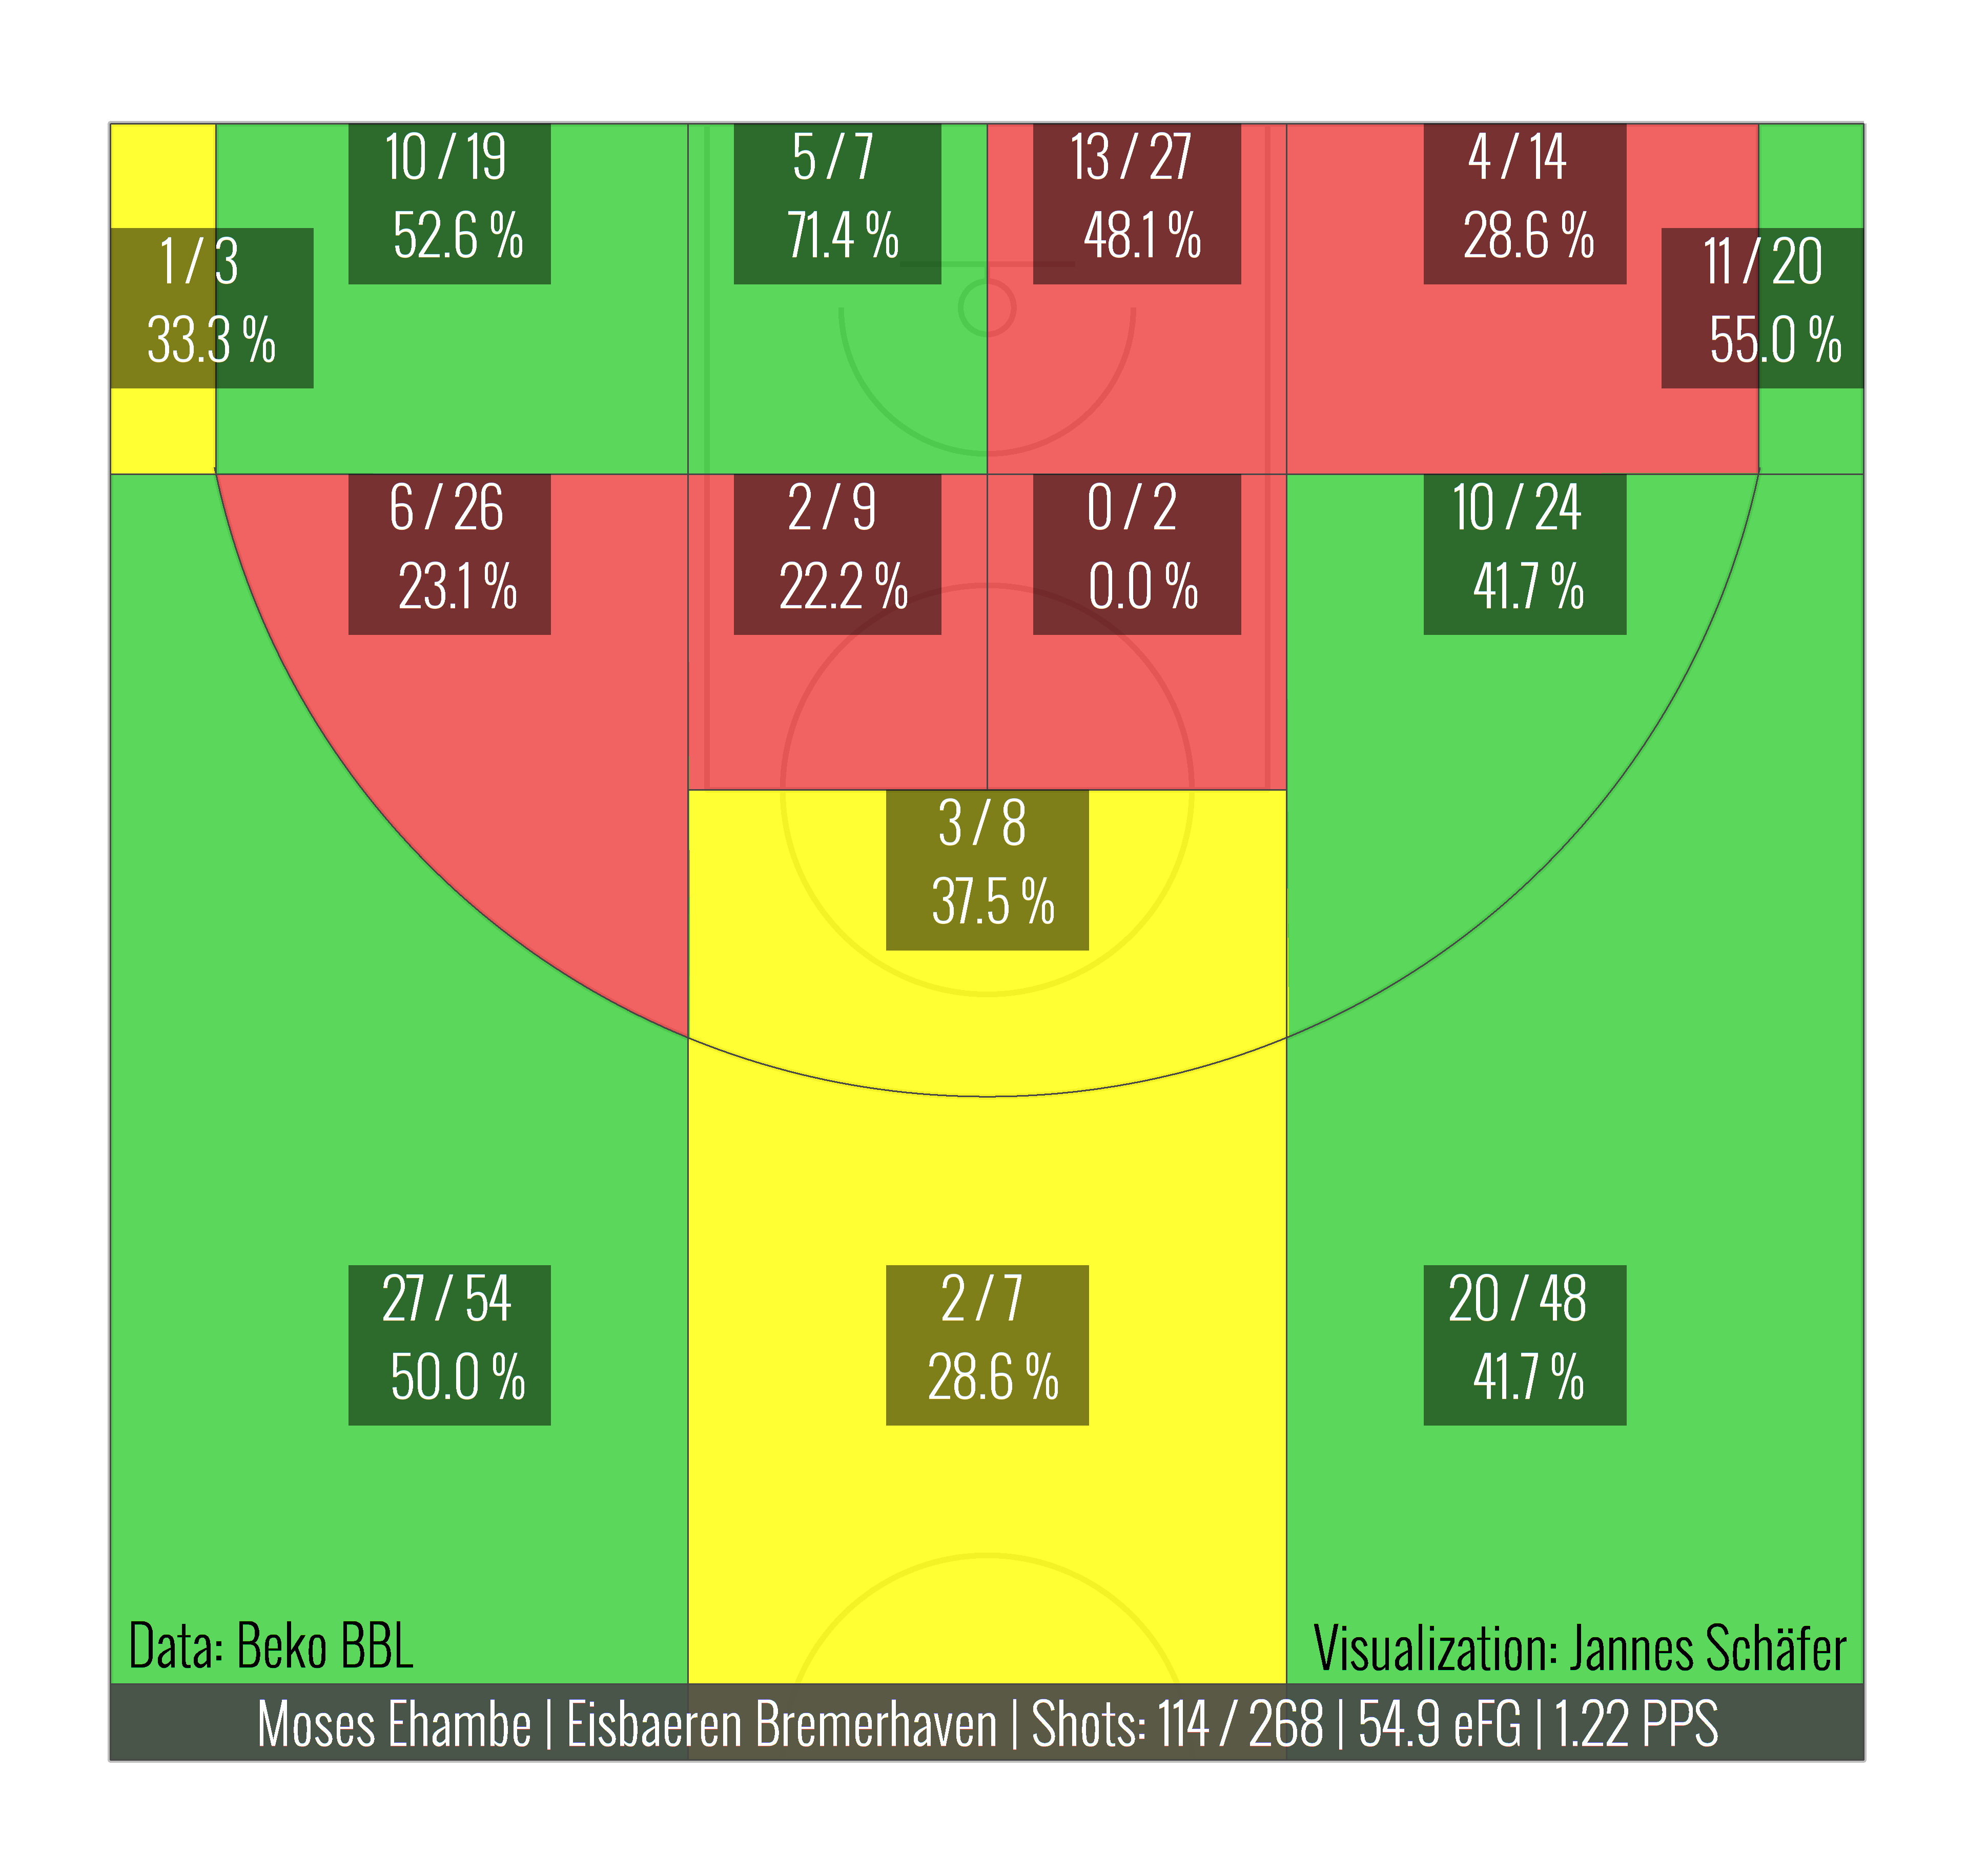 10 / 19
52.6 %
5 / 7
71.4 %
13 / 27
48.1 %
4 / 14
28.6 %
1 / 3
33.3 %
11 / 20
55.0 %
6 / 26
23.1 %
2 / 9
22.2 %
0 / 2
0.0 %
10 / 24
41.7 %
3 / 8
37.5 %
27 / 54
50.0 %
2 / 7
28.6 %
20 / 48
41.7 %
Data: Beko BBL
Visualization: Jannes Schäfer
Moses Ehambe | Eisbaeren Bremerhaven | Shots: 114 / 268 | 54.9 eFG | 1.22 PPS